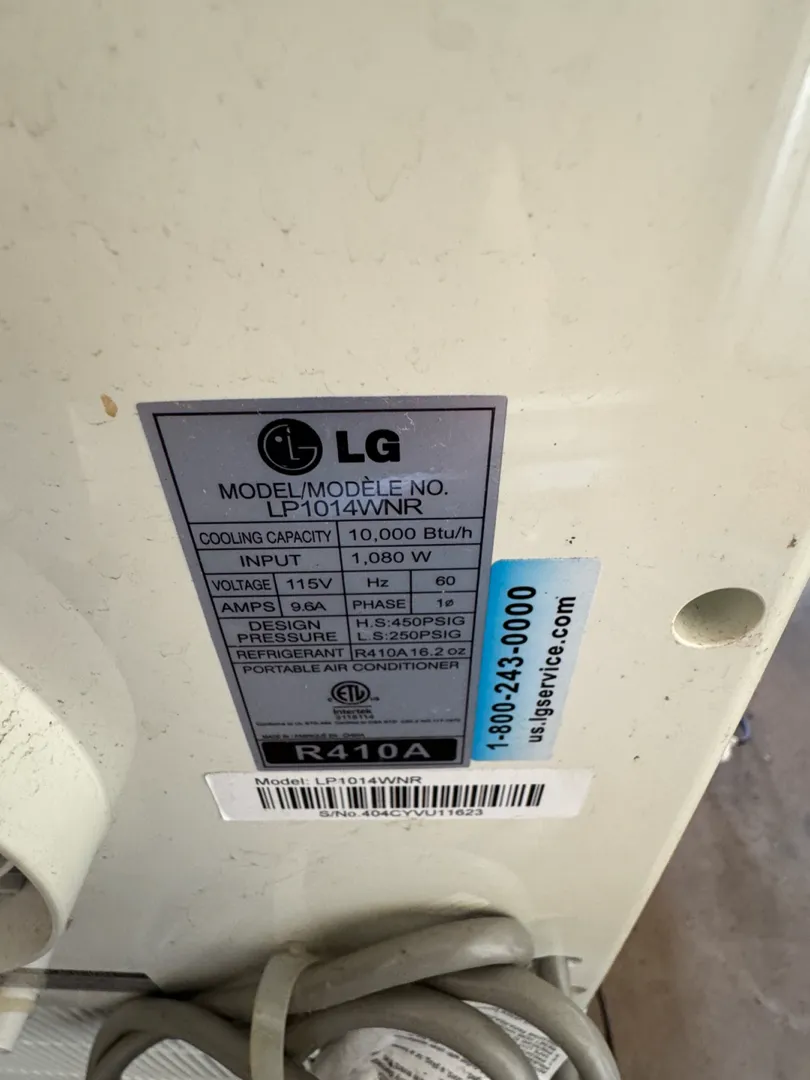 LG
MODEL/MODÈLE NO.
LP1014WNR
COOLING CAPACITY 10,000 Btu/h
INPUT 1,080 W
VOLTAGE 115V Hz 60
AMPS 9.6A PHASE 1ø
DESIGN PRESSURE H.S:450PSIG
L.S:250PSIG
REFRIGERANT R410A 16.2 oz
PORTABLE AIR CONDITIONER
ETL
Intertek
R410A
1-800-243-0000
us.lgservice.com
Model: LP1014WNR
S/No.404CYVU11623